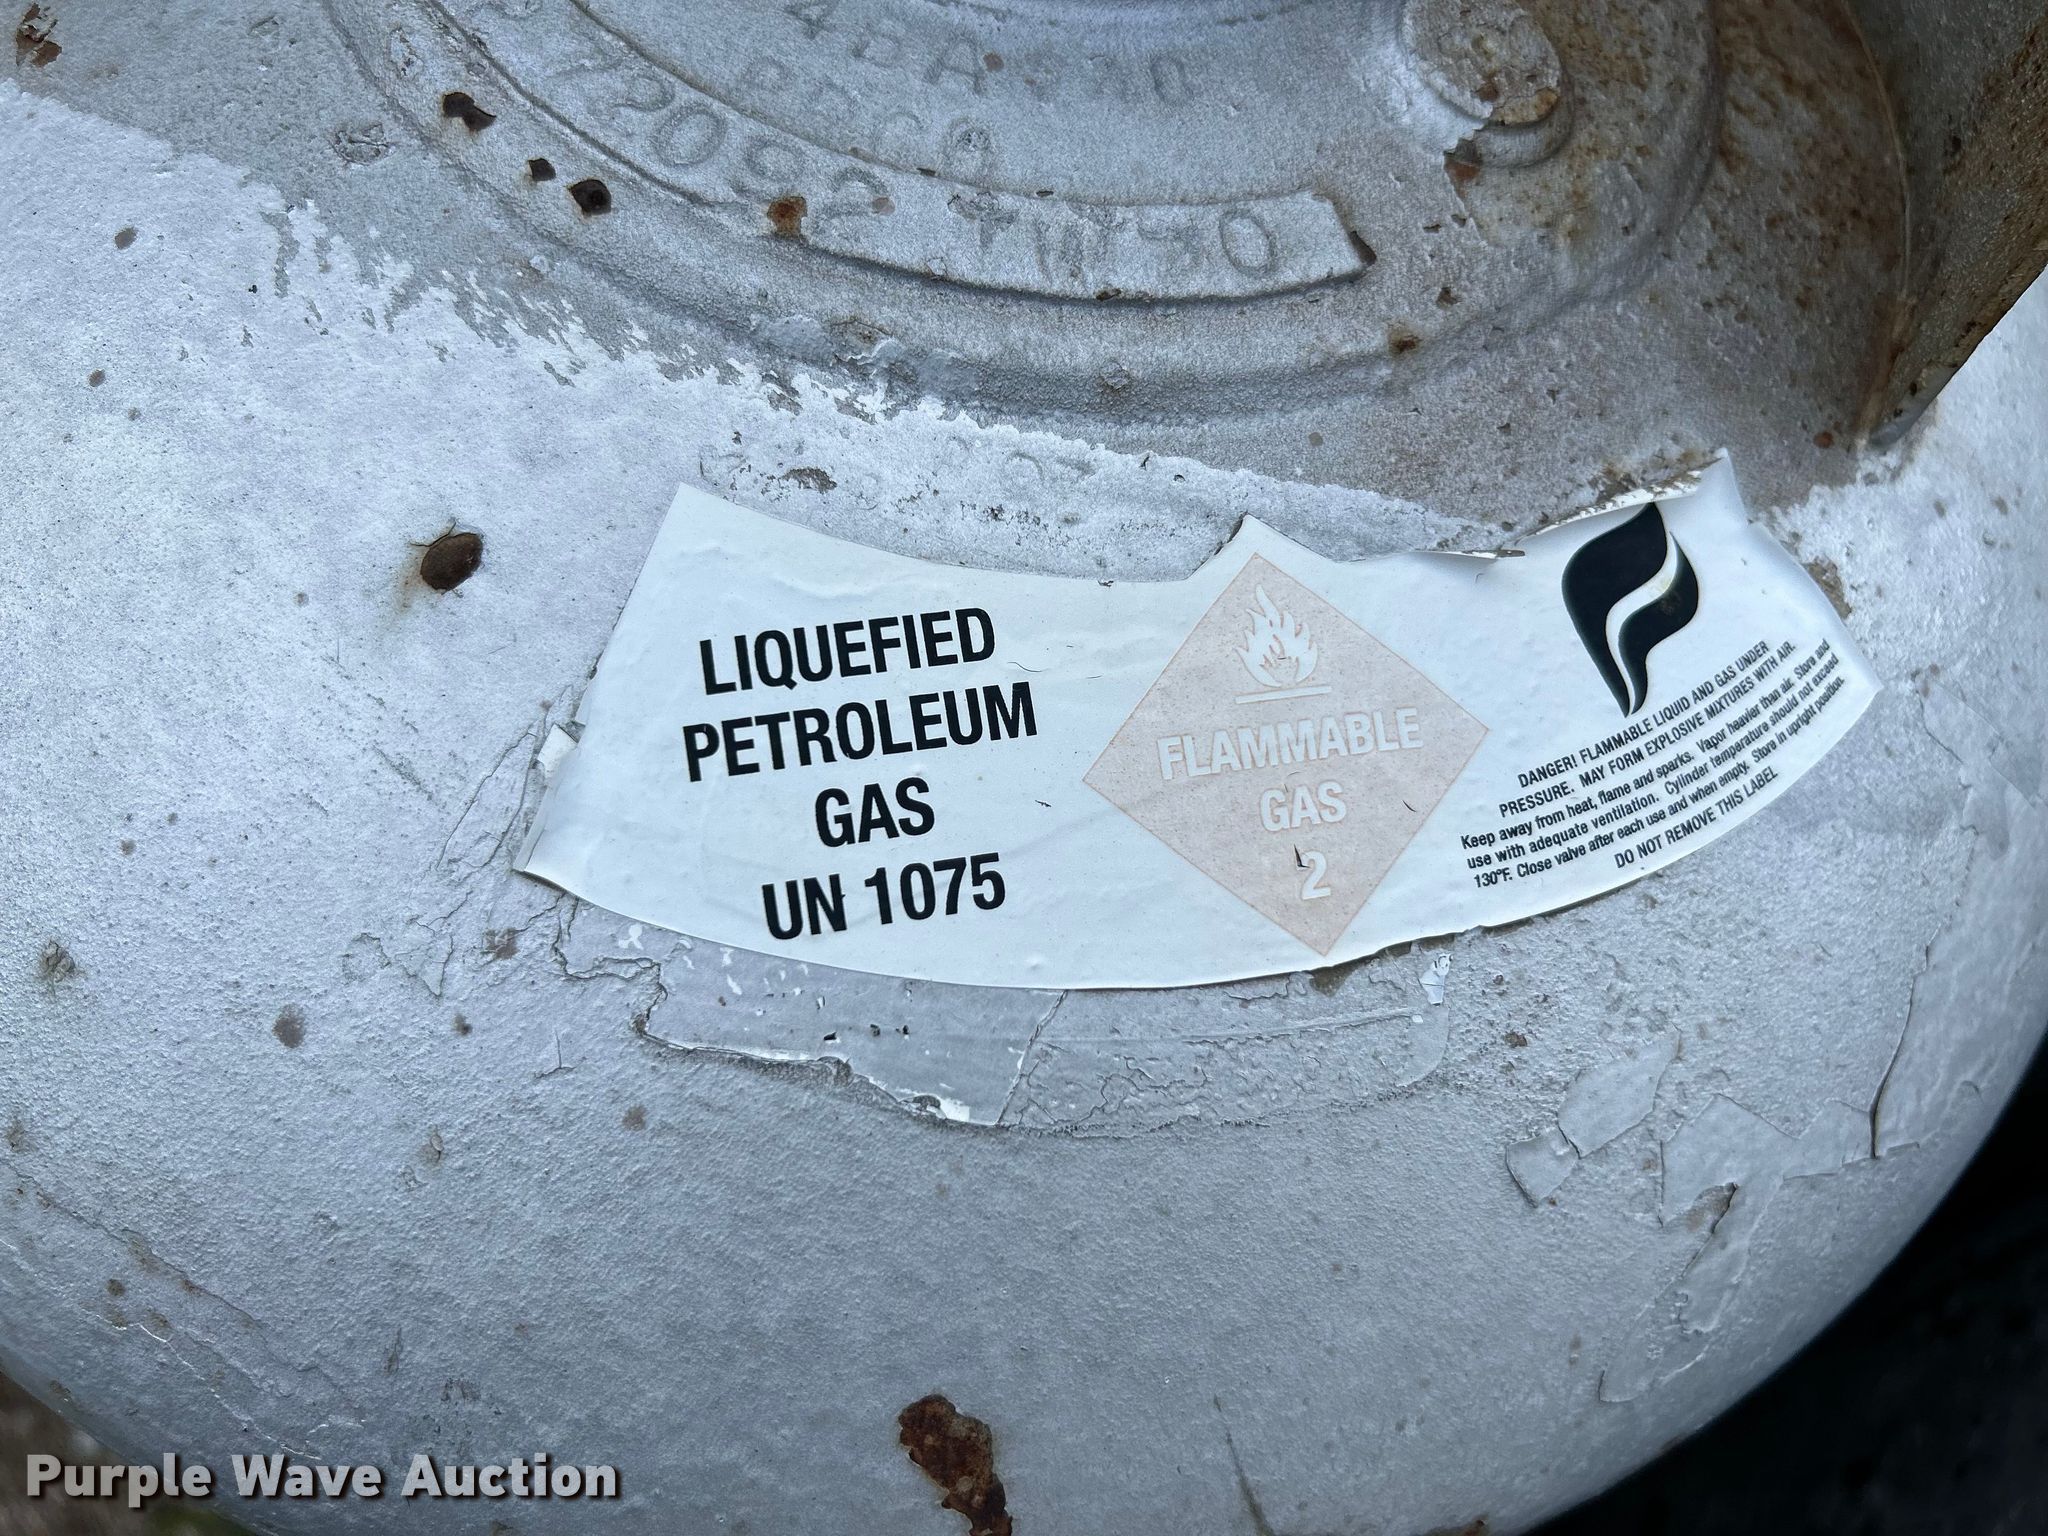 LIQUEFIED
PETROLEUM
GAS
UN 1075
FLAMMABLE
GAS
2
DANGER! FLAMMABLE LIQUID AND GAS UNDER
PRESSURE. MAY FORM EXPLOSIVE MIXTURES WITH AIR.
Keep away from heat, flame and sparks. Vapor heavier than air. Store and
use with adequate ventilation. Cylinder temperature should not exceed
130°F. Close valve after each use and when empty. Store in upright position.
DO NOT REMOVE THIS LABEL
Purple Wave Auction